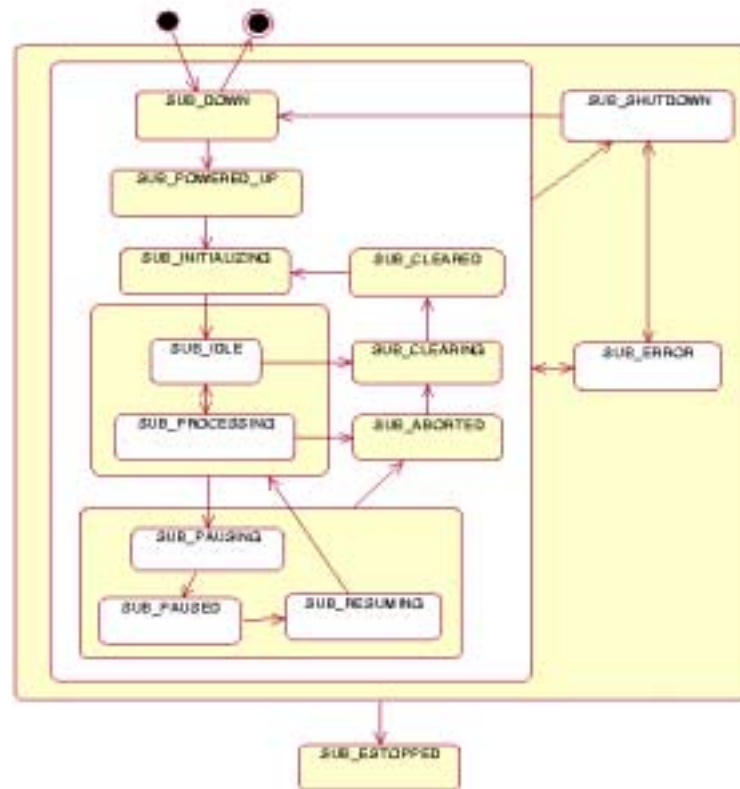 SUB_DOWN
SUB_SHUTDOWN
SUB_POWERED_UP
SUB_INITIALIZING
SUB_CLEARED
SUB_IDLE
SUB_CLEARING
SUB_ERROR
SUB_PROCESSING
SUB_ABORTED
SUB_PAUSING
SUB_PAUSED
SUB_RESUMING
SUB_ESTOPPED